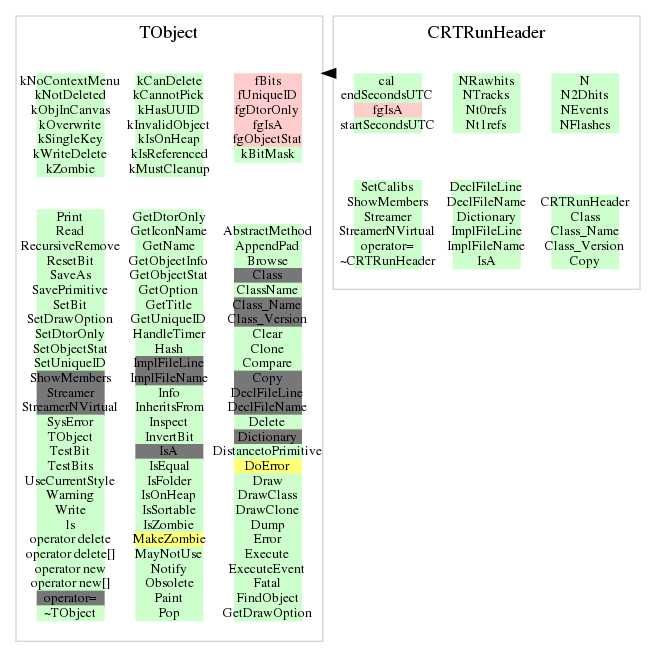 TObject
kNoContextMenu
kNotDeleted
kObjInCanvas
kOverwrite
kSingleKey
kWriteDelete
kZombie
kCanDelete
kCannotPick
kHasUUID
kInvalidObject
kIsOnHeap
kIsReferenced
kMustCleanup
fBits
fUniqueID
fgDtorOnly
fgIsA
fgObjectStat
kBitMask
Print
Read
RecursiveRemove
ResetBit
SaveAs
SavePrimitive
SetBit
SetDrawOption
SetDtorOnly
SetObjectStat
SetUniqueID
ShowMembers
Streamer
StreamerNVirtual
SysError
TObject
TestBit
TestBits
UseCurrentStyle
Warning
Write
ls
operator delete
operator delete[]
operator new
operator new[]
operator=
~TObject
GetDtorOnly
GetIconName
GetName
GetObjectInfo
GetObjectStat
GetOption
GetTitle
GetUniqueID
HandleTimer
Hash
ImplFileLine
ImplFileName
Info
InheritsFrom
Inspect
InvertBit
IsA
IsEqual
IsFolder
IsOnHeap
IsSortable
IsZombie
MakeZombie
MayNotUse
Notify
Obsolete
Paint
Pop
AbstractMethod
AppendPad
Browse
Class
ClassName
Class_Name
Class_Version
Clear
Clone
Compare
Copy
DeclFileLine
DeclFileName
Delete
Dictionary
DistancetoPrimitive
DoError
Draw
DrawClass
DrawClone
Dump
Error
Execute
ExecuteEvent
Fatal
FindObject
GetDrawOption
CRTRunHeader
cal
endSecondsUTC
fgIsA
startSecondsUTC
NRawhits
NTracks
Nt0refs
Nt1refs
N
N2Dhits
NEvents
NFlashes
SetCalibs
ShowMembers
Streamer
StreamerNVirtual
operator=
~CRTRunHeader
DeclFileLine
DeclFileName
Dictionary
ImplFileLine
ImplFileName
IsA
CRTRunHeader
Class
Class_Name
Class_Version
Copy